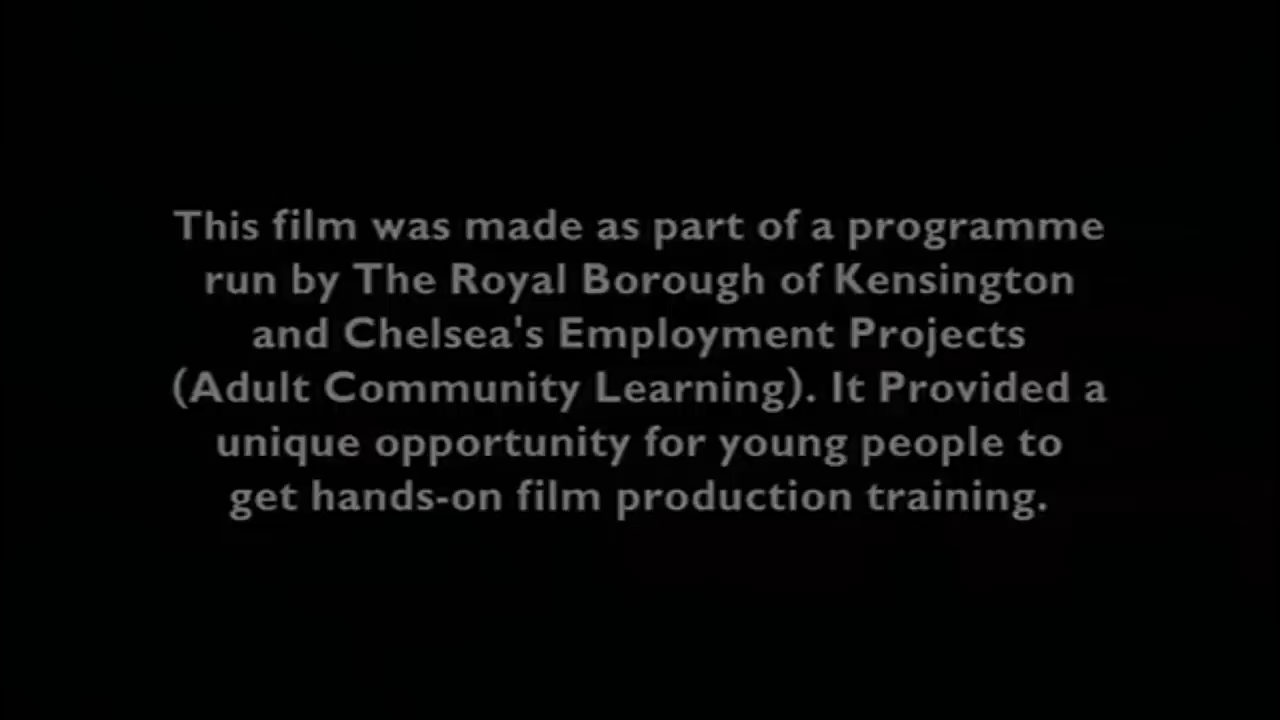 This film was made as part of a programme
run by The Royal Borough of Kensington
and Chelsea's Employment Projects
(Adult Community Learning). It Provided a
unique opportunity for young people to
get hands-on film production training.